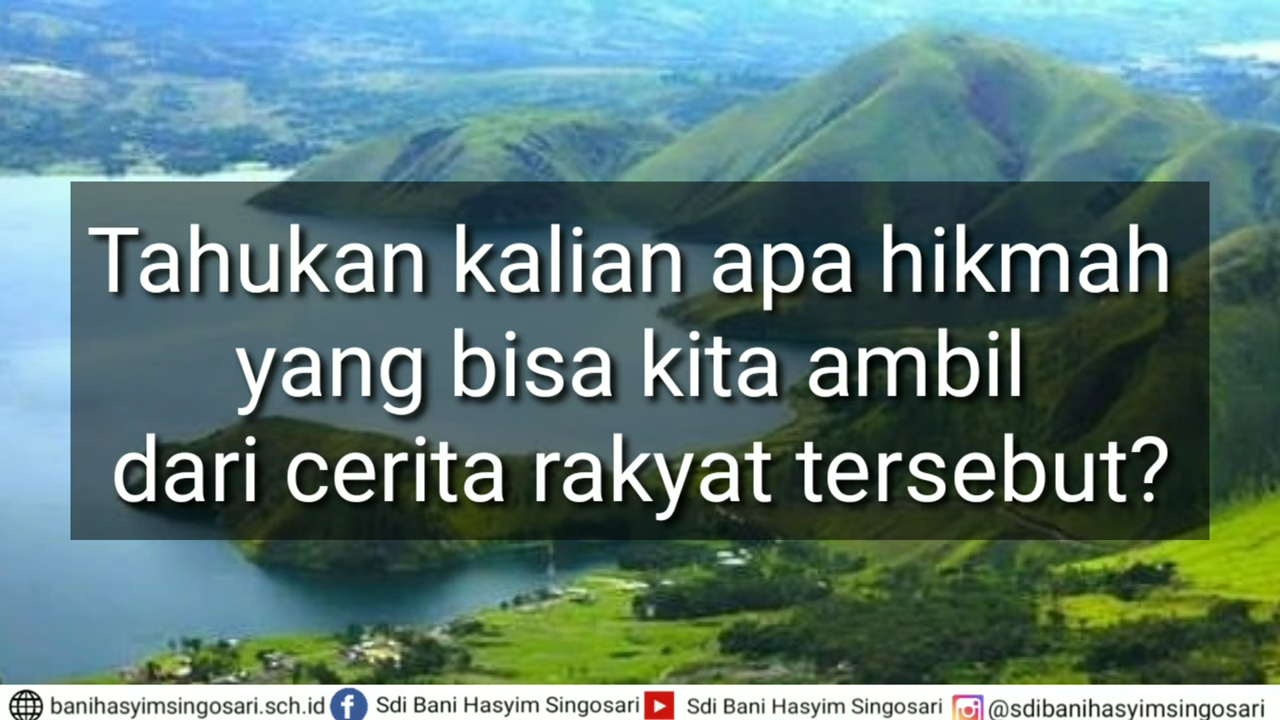 Tahukan kalian apa hikmah
yang bisa kita ambil
dari cerita rakyat tersebut?
banihasyimsingosari.sch.id Sdi Bani Hasyim Singosari Sdi Bani Hasyim Singosari @sdibanihasyimsingosari